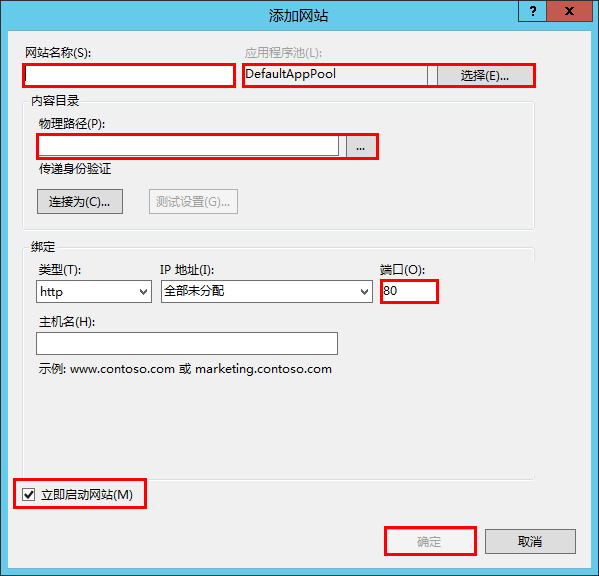 添加网站
?
x
网站名称(S):
应用程序池(L):
DefaultAppPool
选择(E)...
内容目录
物理路径(P):
...
传递身份验证
连接为(C)...
测试设置(G)...
绑定
类型(T):
IP 地址(I):
端口(O):
http
全部未分配
80
主机名(H):
示例: www.contoso.com 或 marketing.contoso.com
立即启动网站(M)
确定
取消